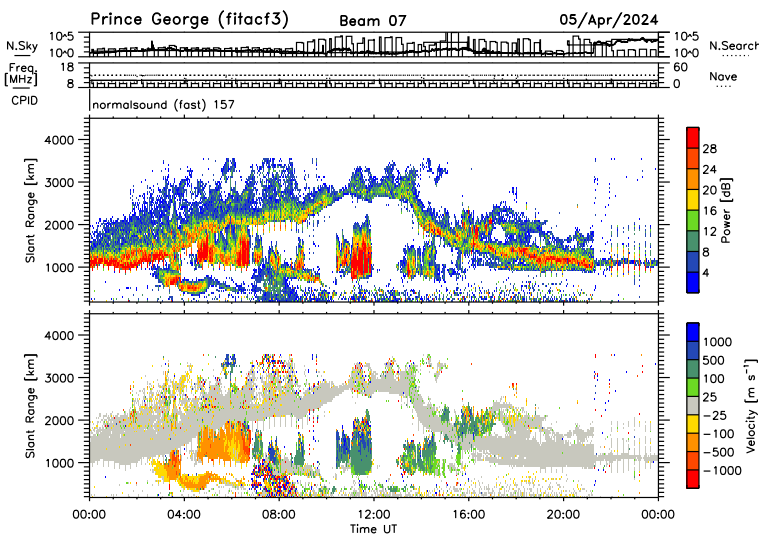 Prince George (fitacf3) Beam 07 05/Apr/2024
N.Sky 10^5 10^0 10^5 10^0 N.Search
Freq [MHz] 18 8 60 0 Nave
CPID normalsound (fast) 157
Slant Range [km] 4000 3000 2000 1000
Power [dB] 28 24 20 16 12 8 4
Slant Range [km] 4000 3000 2000 1000
Velocity [m s⁻¹] 1000 500 100 25 −25 −100 −500 −1000
00:00 04:00 08:00 12:00 16:00 20:00 00:00
Time UT